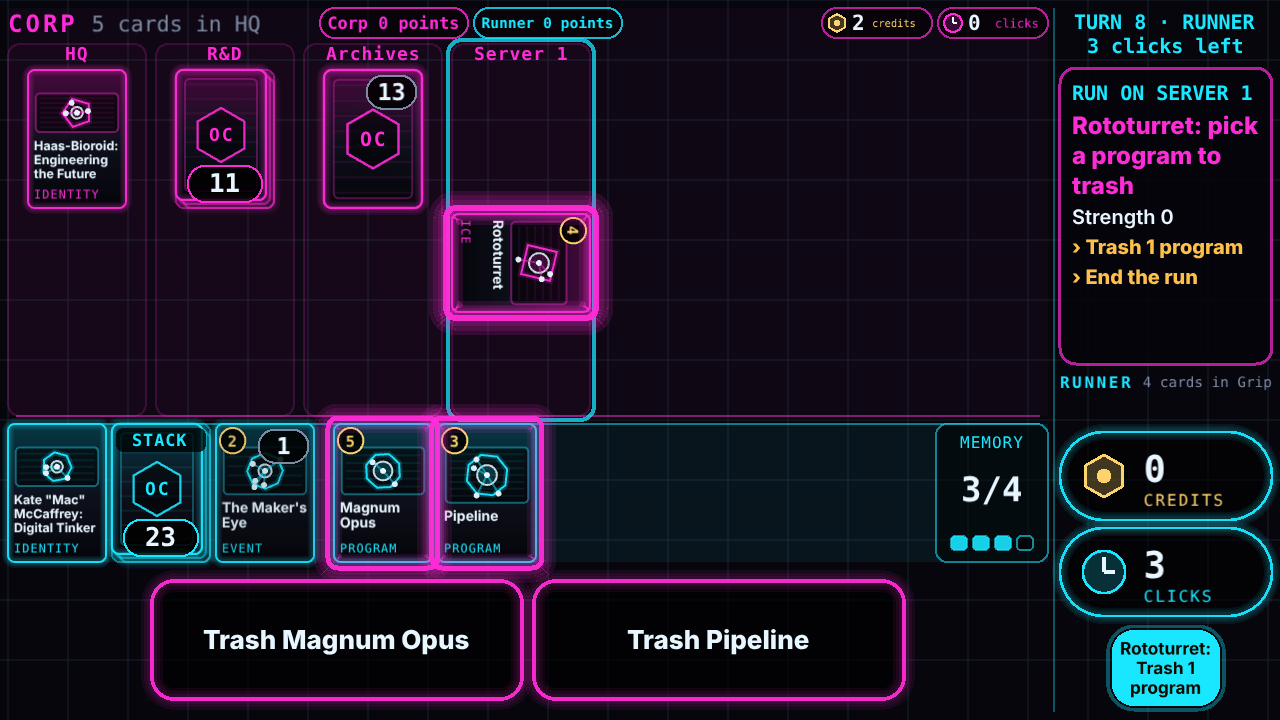 CORP 5 cards in HQ
Corp 0 points
Runner 0 points
2 credits
0 clicks
TURN 8 · RUNNER
3 clicks left
HQ
R&D
Archives
Server 1
Haas-Bioroid:
Engineering
the Future
IDENTITY
OC
11
13
OC
ICE
Rototurret
4
RUN ON SERVER 1
Rototurret: pick
a program to
trash
Strength 0
› Trash 1 program
› End the run
RUNNER 4 cards in Grip
Kate "Mac"
McCaffrey:
Digital Tinker
IDENTITY
STACK
OC
23
2
1
The Maker's
Eye
EVENT
5
Magnum
Opus
PROGRAM
3
Pipeline
PROGRAM
MEMORY
3/4
0
CREDITS
3
CLICKS
Trash Magnum Opus
Trash Pipeline
Rototurret:
Trash 1
program